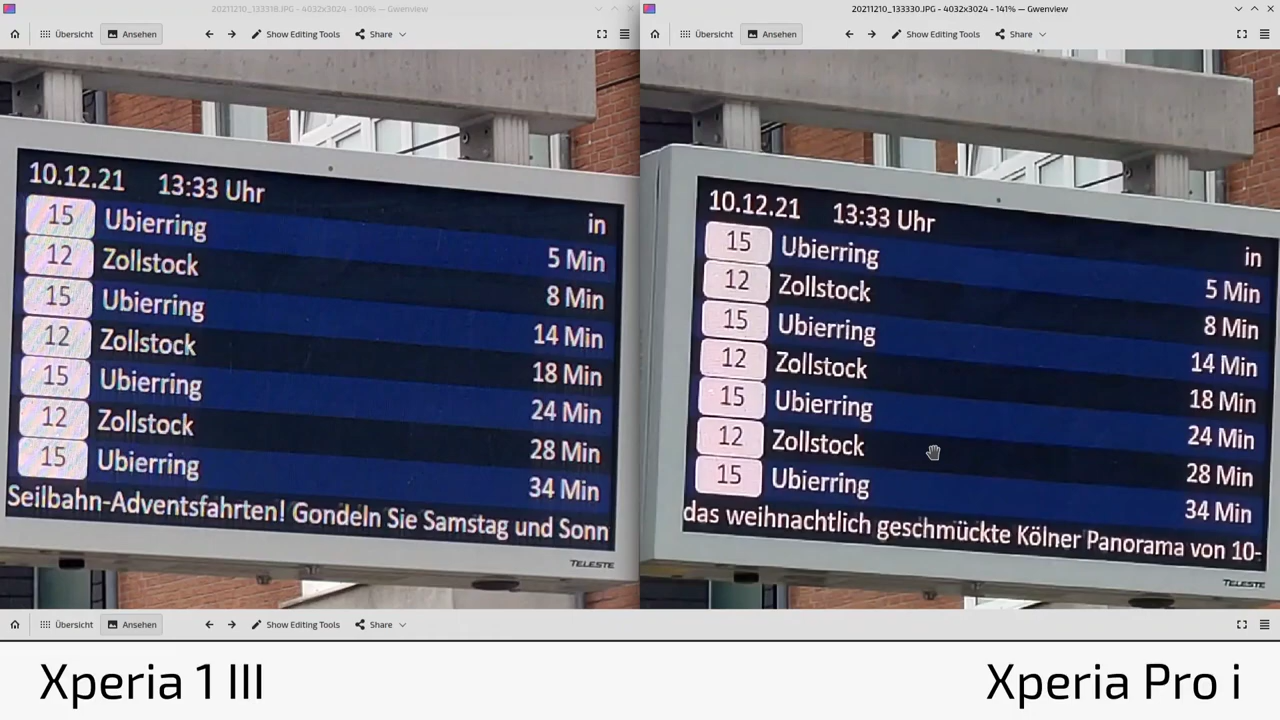 20211210_133318.JPG - 4032x3024 - 100% — Gwenview
Übersicht Ansehen Show Editing Tools Share
10.12.21 13:33 Uhr
15 Ubierring in
12 Zollstock 5 Min
15 Ubierring 8 Min
12 Zollstock 14 Min
15 Ubierring 18 Min
12 Zollstock 24 Min
15 Ubierring 28 Min
34 Min
Seilbahn-Adventsfahrten! Gondeln Sie Samstag und Sonn
TELESTE
Übersicht Ansehen Show Editing Tools Share
Xperia 1 III
20211210_133330.JPG - 4032x3024 - 141% — Gwenview
Übersicht Ansehen Show Editing Tools Share
10.12.21 13:33 Uhr
15 Ubierring in
12 Zollstock 5 Min
15 Ubierring 8 Min
12 Zollstock 14 Min
15 Ubierring 18 Min
12 Zollstock 24 Min
15 Ubierring 28 Min
34 Min
das weihnachtlich geschmückte Kölner Panorama von 10-
TELESTE
Xperia Pro i